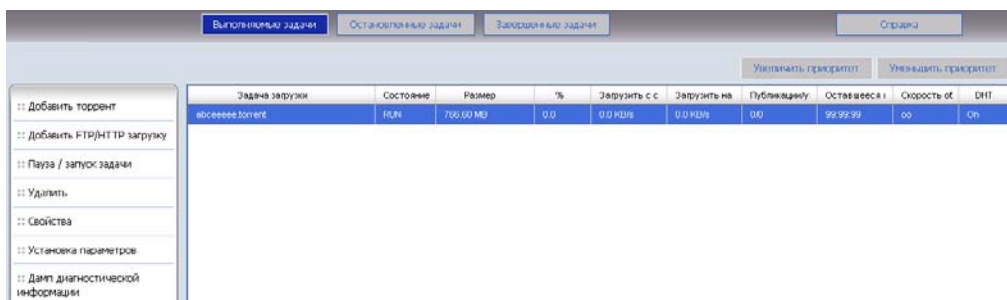 Выполняемые задачи Остановленные задачи Завершенные задачи Справка
Увеличить приоритет Уменьшить приоритет
Задача загрузки Состояние Размер % Загрузить с с Загрузить на Публикации/у Оставшееся Скорость об DHT
abceeeee.torrent RUN 766.60 MB 0.0 0.0 KB/s 0.0 KB/s 0/0 99:99:99 oo On
:: Добавить торрент
:: Добавить FTP/HTTP загрузку
:: Пауза / запуск задачи
:: Удалить
:: Свойства
:: Установка параметров
:: Дамп диагностической
информации